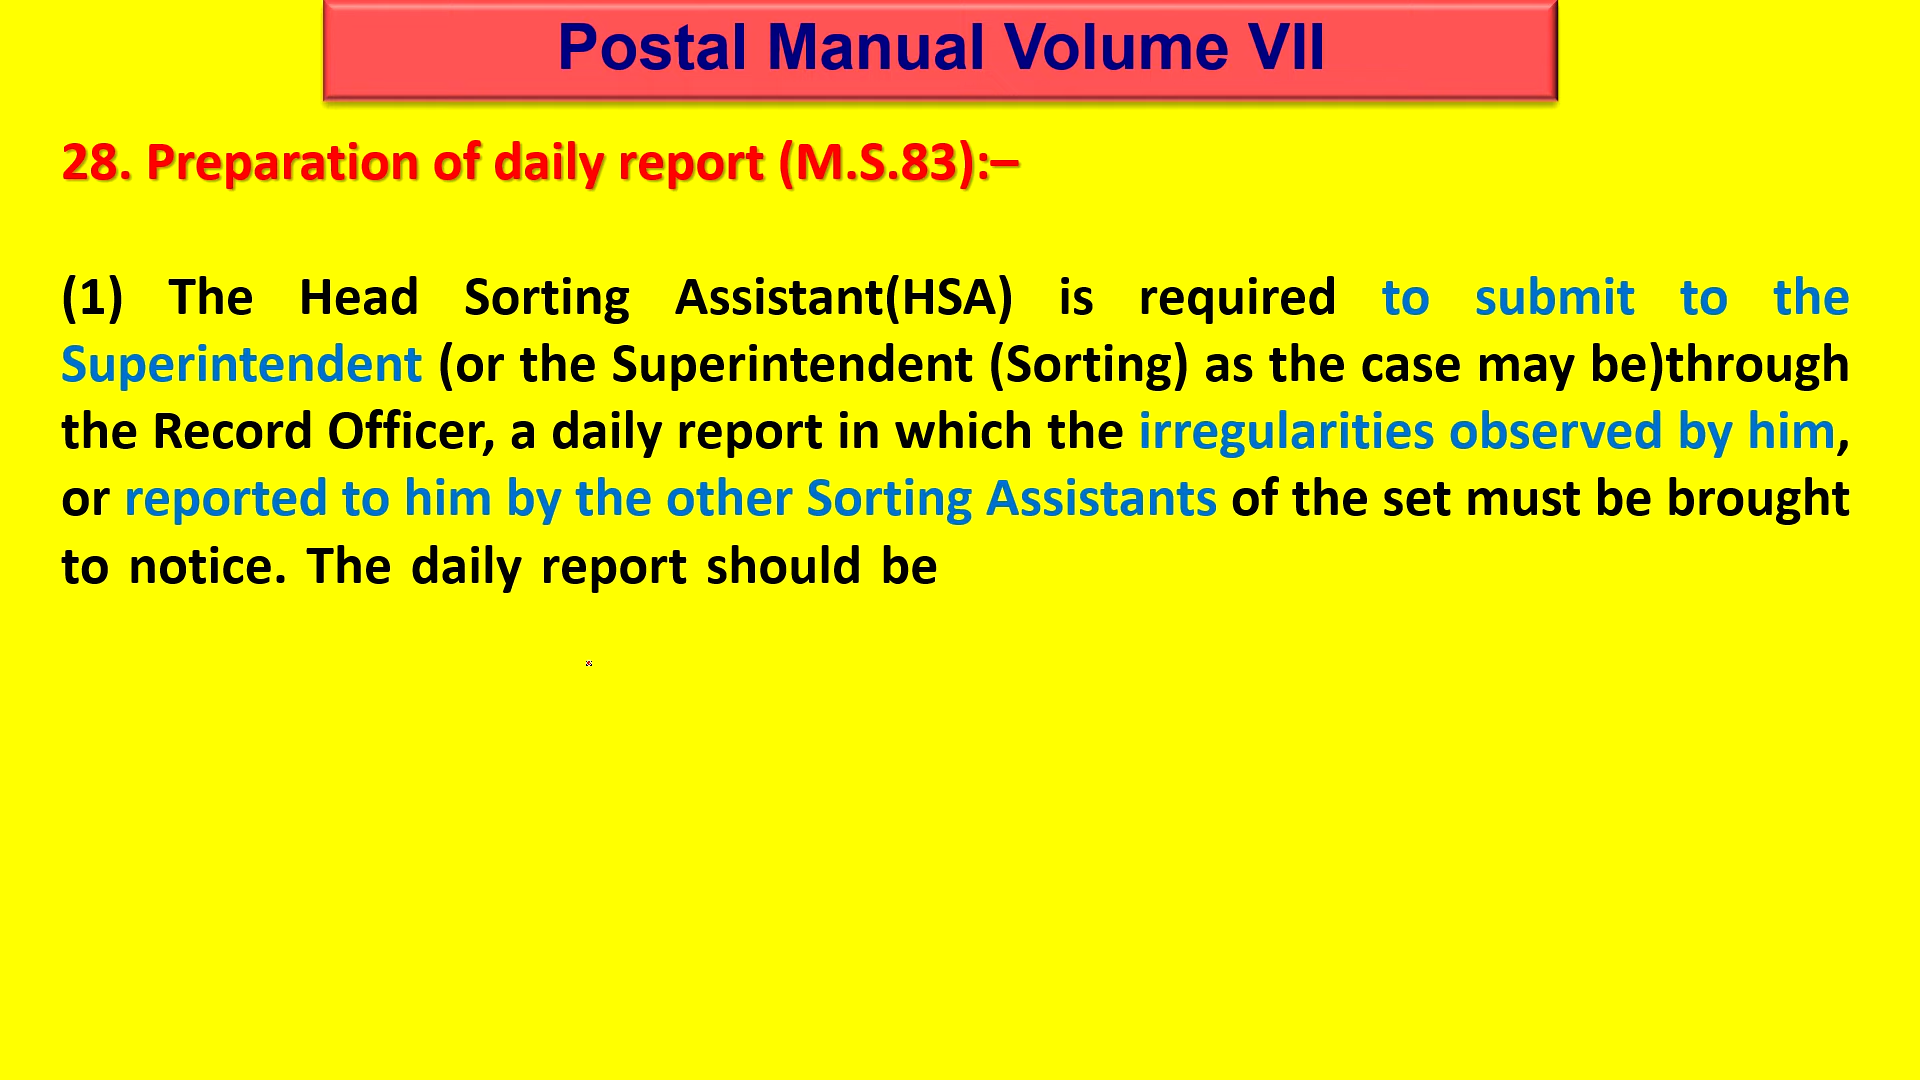 Postal Manual Volume VII
28. Preparation of daily report (M.S.83):–
(1) The Head Sorting Assistant(HSA) is required to submit to the
Superintendent (or the Superintendent (Sorting) as the case may be)through
the Record Officer, a daily report in which the irregularities observed by him,
or reported to him by the other Sorting Assistants of the set must be brought
to notice. The daily report should be